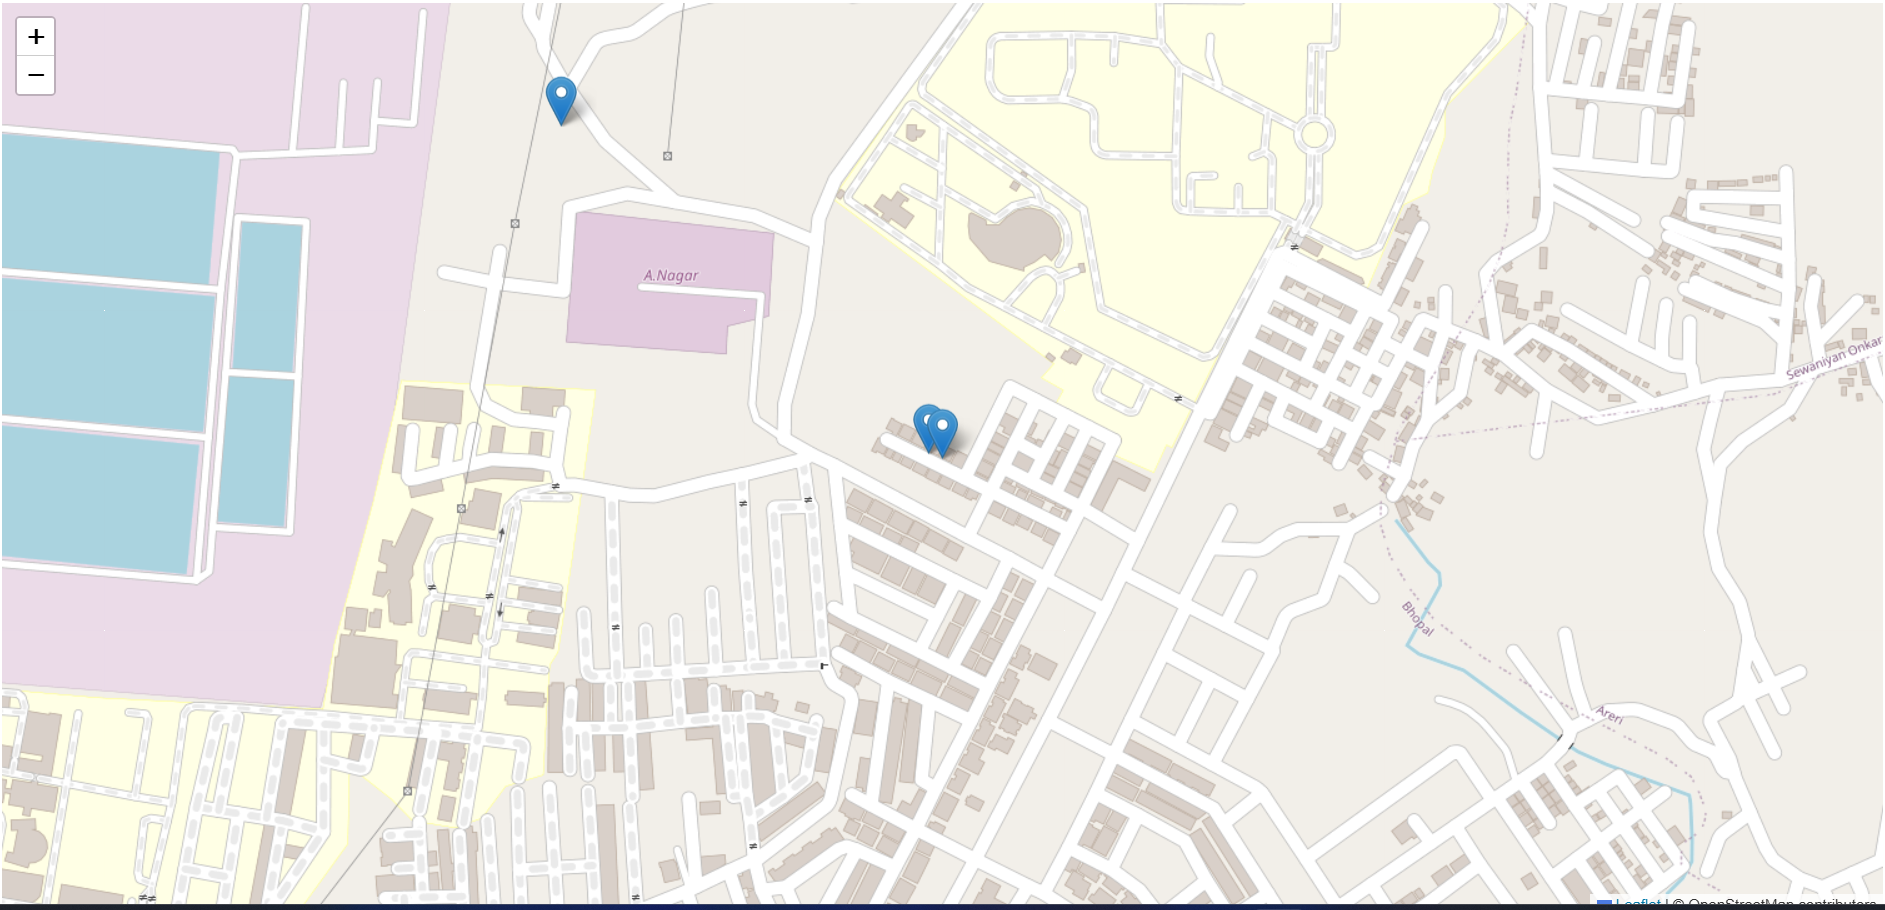 +
−
A.Nagar
Sewaniyan Onkar
Bhopal
Areri
Leaflet | © OpenStreetMap contributors